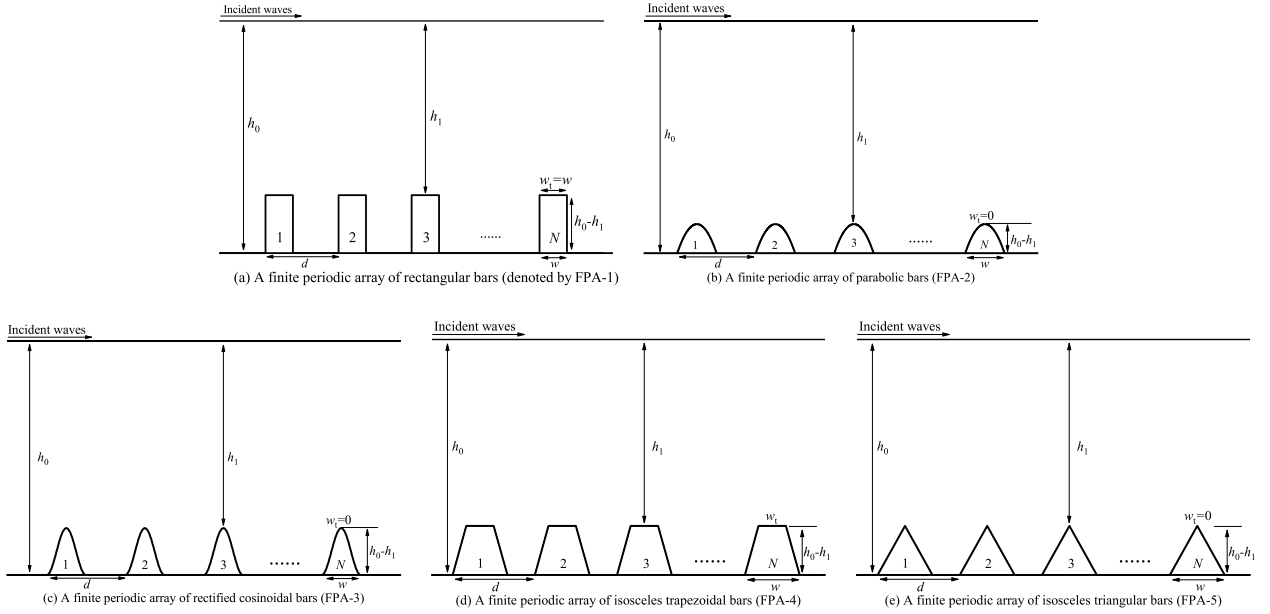 Incident waves
h0
h1
wt=w
h0-h1
1
2
3
......
N
d
w
(a) A finite periodic array of rectangular bars (denoted by FPA-1)
Incident waves
h0
h1
wt=0
h0-h1
1
2
3
......
N
d
w
(b) A finite periodic array of parabolic bars (FPA-2)
Incident waves
h0
h1
wt=0
h0-h1
1
2
3
......
N
d
w
(c) A finite periodic array of rectified cosinoidal bars (FPA-3)
Incident waves
h0
h1
wt
h0-h1
1
2
3
......
N
d
w
(d) A finite periodic array of isosceles trapezoidal bars (FPA-4)
Incident waves
h0
h1
wt=0
h0-h1
1
2
3
......
N
d
w
(e) A finite periodic array of isosceles triangular bars (FPA-5)